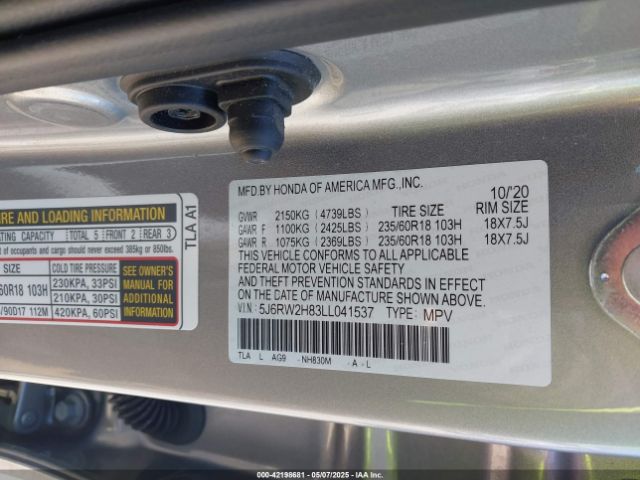 IRE AND LOADING INFORMATION
ATING CAPACITY TOTAL 5 FRONT 2 REAR 3
of occupants and cargo should never exceed 385kg or 850lbs.
SIZE COLD TIRE PRESSURE
/60R18 103H 230KPA, 33PSI
210KPA, 30PSI
/90D17 112M 420KPA, 60PSI
SEE OWNER'S
MANUAL FOR
ADDITIONAL
INFORMATION
TLA A1
MFD.BY HONDA OF AMERICA MFG.,INC. 10/'20
GVWR 2150KG (4739LBS) TIRE SIZE RIM SIZE
GAWR F 1100KG (2425LBS) 235/60R18 103H 18X7.5J
GAWR R 1075KG (2369LBS) 235/60R18 103H 18X7.5J
THIS VEHICLE CONFORMS TO ALL APPLICABLE
FEDERAL MOTOR VEHICLE SAFETY
AND THEFT PREVENTION STANDARDS IN EFFECT
ON THE DATE OF MANUFACTURE SHOWN ABOVE.
V.I.N: 5J6RW2H83LL041537 TYPE: MPV
TLA L AG9 -NH830M -A -L
000-42198681 - 05/07/2025 - IAAI.COM